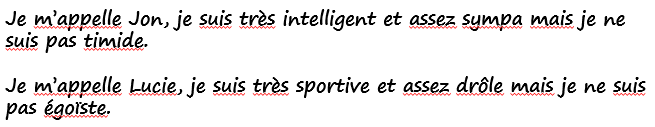 Je m'appelle Jon, je suis très intelligent et assez sympa mais je ne
suis pas timide.
Je m'appelle Lucie, je suis très sportive et assez drôle mais je ne suis
pas égoïste.